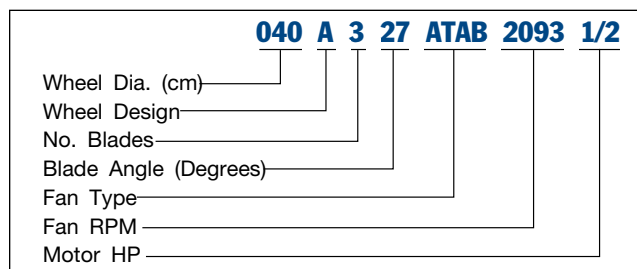 040 A 3 27 ATAB 2093 1/2
Wheel Dia. (cm)
Wheel Design
No. Blades
Blade Angle (Degrees)
Fan Type
Fan RPM
Motor HP